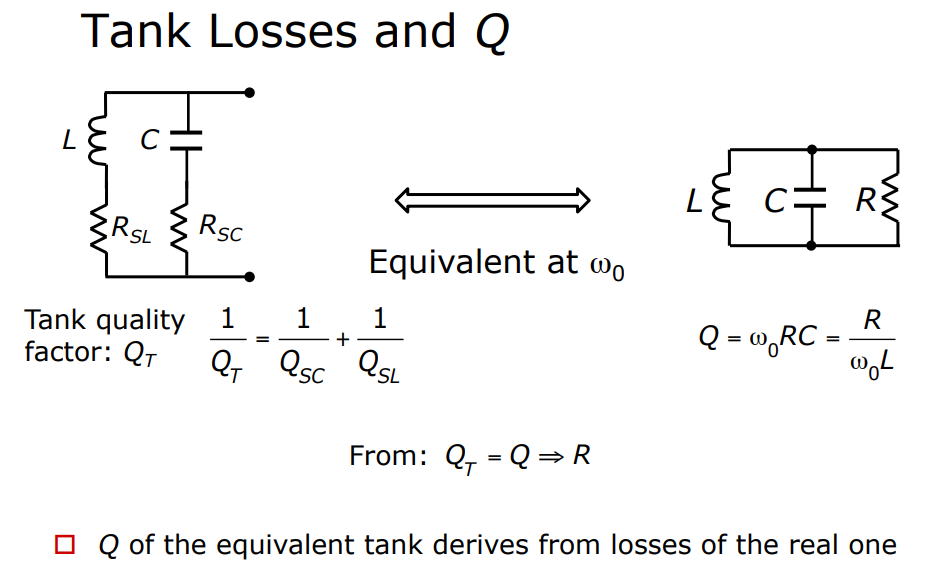 Tank Losses and Q
L
C
R_SL
R_SC
L
C
R
Equivalent at ω₀
Tank quality
factor: Q_T
1/Q_T = 1/Q_SC + 1/Q_SL
Q = ω₀RC = R/ω₀L
From: Q_T = Q ⇒ R
Q of the equivalent tank derives from losses of the real one